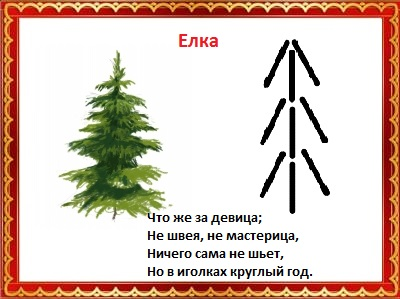 Елка
Что же за девица;
Не швея, не мастерица,
Ничего сама не шьет,
Но в иголках круглый год.